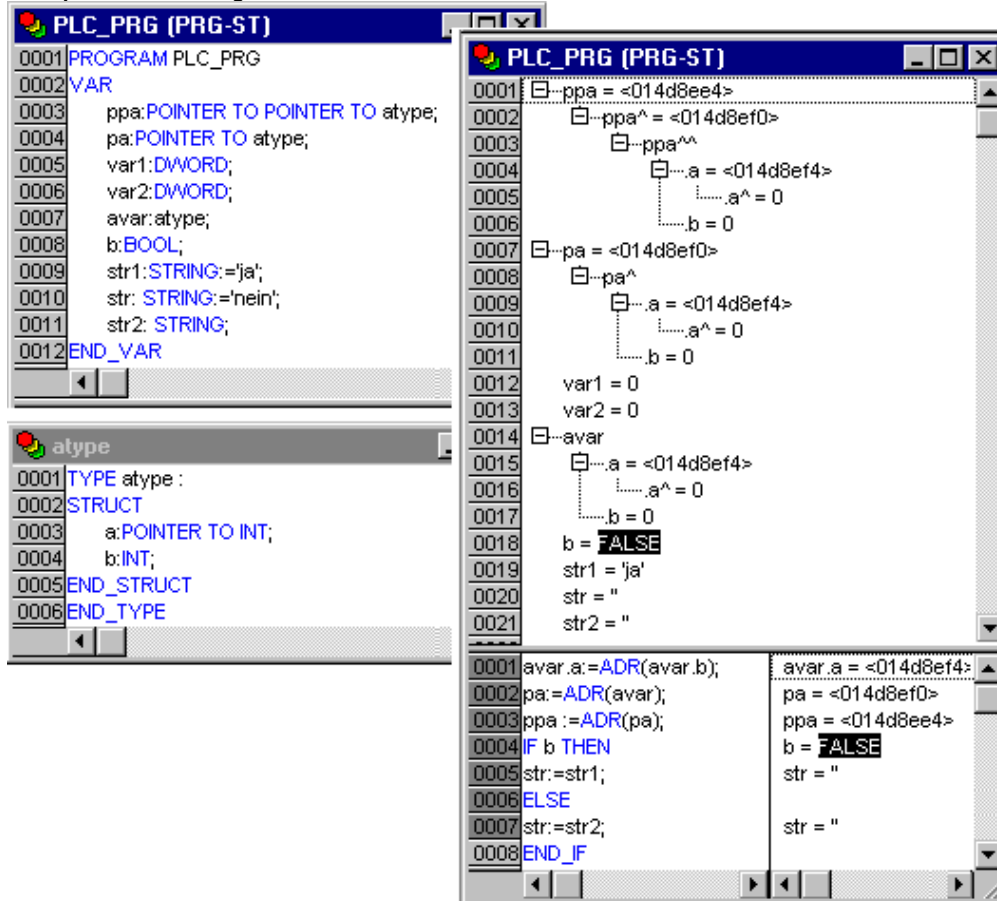 PLC_PRG (PRG-ST)
0001 PROGRAM PLC_PRG
0002 VAR
0003 ppa:POINTER TO POINTER TO atype;
0004 pa:POINTER TO atype;
0005 var1:DWORD;
0006 var2:DWORD;
0007 avar:atype;
0008 b:BOOL;
0009 str1:STRING:='ja';
0010 str: STRING:='nein';
0011 str2: STRING;
0012 END_VAR
atype
0001 TYPE atype :
0002 STRUCT
0003 a:POINTER TO INT;
0004 b:INT;
0005 END_STRUCT
0006 END_TYPE
PLC_PRG (PRG-ST)
0001 ppa = <014d8ee4>
0002 ppa^ = <014d8ef0>
0003 ppa^^
0004 .a = <014d8ef4>
0005 .a^ = 0
0006 .b = 0
0007 pa = <014d8ef0>
0008 pa^
0009 .a = <014d8ef4>
0010 .a^ = 0
0011 .b = 0
0012 var1 = 0
0013 var2 = 0
0014 avar
0015 .a = <014d8ef4>
0016 .a^ = 0
0017 .b = 0
0018 b = FALSE
0019 str1 = 'ja'
0020 str = ''
0021 str2 = ''
0001 avar.a:=ADR(avar.b); avar.a = <014d8ef4>
0002 pa:=ADR(avar); pa = <014d8ef0>
0003 ppa :=ADR(pa); ppa = <014d8ee4>
0004 IF b THEN b = FALSE
0005 str:=str1; str = ''
0006 ELSE
0007 str:=str2; str = ''
0008 END_IF